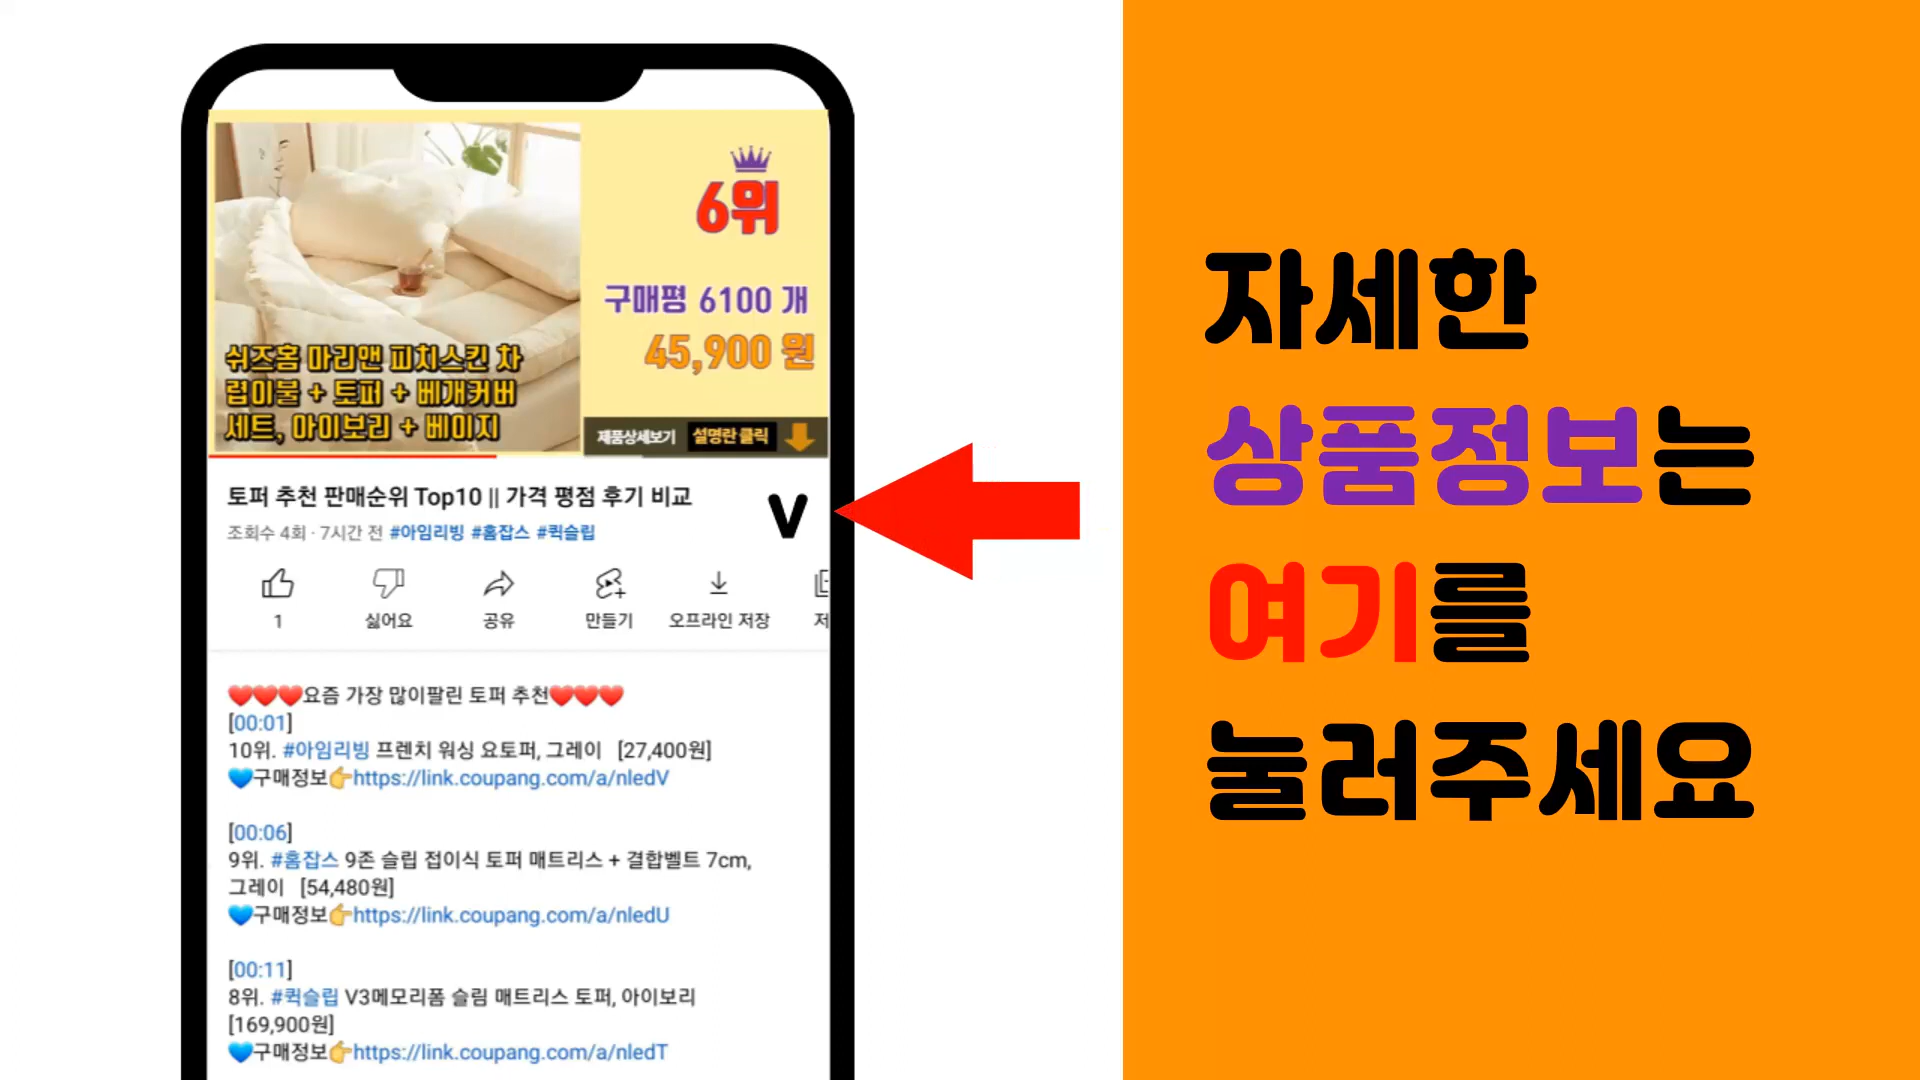 6위
구매평 6100 개
45,900 원
쉬즈홈 마리앤 피치스킨 차
렵이불 + 토퍼 + 베개커버
세트, 아이보리 + 베이지
제품상세보기 설명란 클릭
토퍼 추천 판매순위 Top10 || 가격 평점 후기 비교
V
조회수 4회 · 7시간 전 #아임리빙 #홈잡스 #퀵슬립
1 싫어요 공유 만들기 오프라인 저장 저
❤️❤️❤️요즘 가장 많이팔린 토퍼 추천❤️❤️❤️
[00:01]
10위. #아임리빙 프렌치 워싱 요토퍼, 그레이 [27,400원]
💙구매정보👉https://link.coupang.com/a/nledV
[00:06]
9위. #홈잡스 9존 슬립 접이식 토퍼 매트리스 + 결합벨트 7cm,
그레이 [54,480원]
💙구매정보👉https://link.coupang.com/a/nledU
[00:11]
8위. #퀵슬립 V3메모리폼 슬림 매트리스 토퍼, 아이보리
[169,900원]
💙구매정보👉https://link.coupang.com/a/nledT
자세한
상품정보는
여기를
눌러주세요